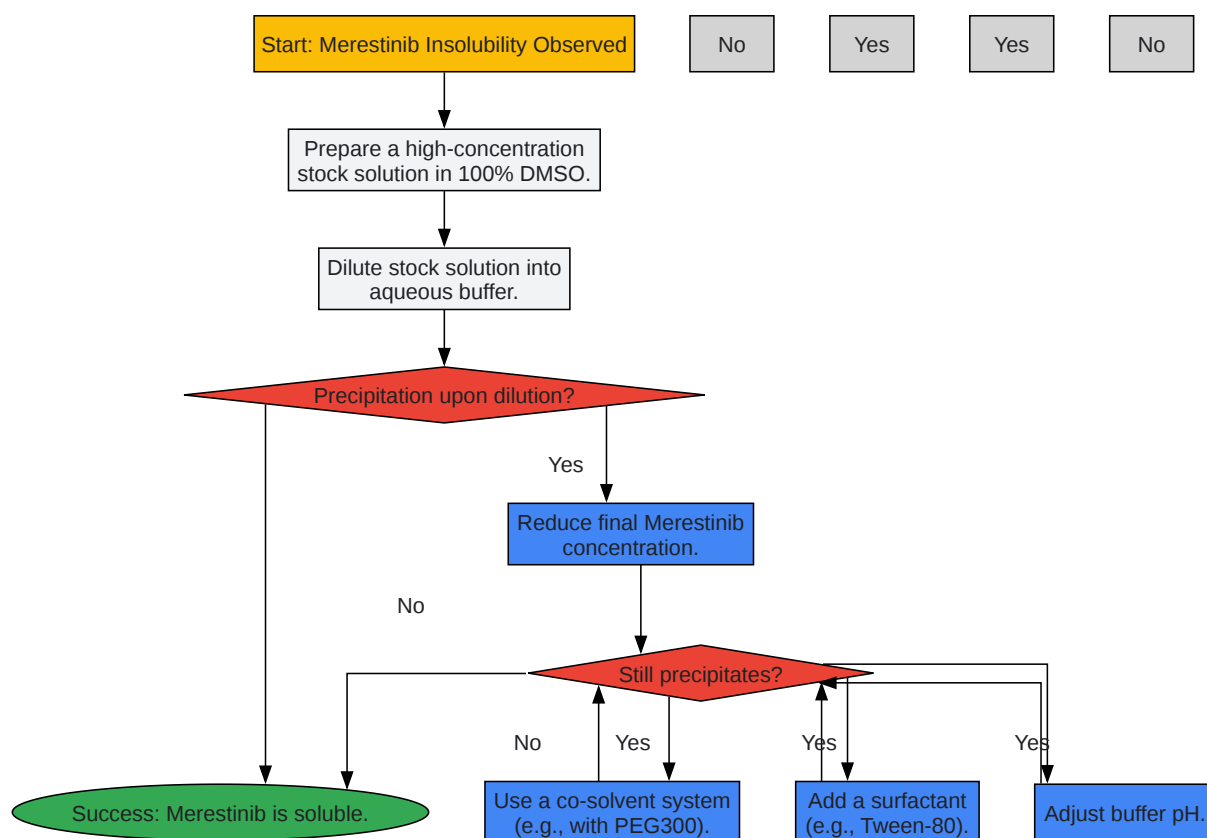 Start: Merestinib Insolubility Observed
No
Yes
Yes
No
Prepare a high-concentration
stock solution in 100% DMSO.
Dilute stock solution into
aqueous buffer.
Precipitation upon dilution?
Yes
Reduce final Merestinib
concentration.
No
Still precipitates?
No
Yes
Yes
Yes
Success: Merestinib is soluble.
Use a co-solvent system
(e.g., with PEG300).
Add a surfactant
(e.g., Tween-80).
Adjust buffer pH.